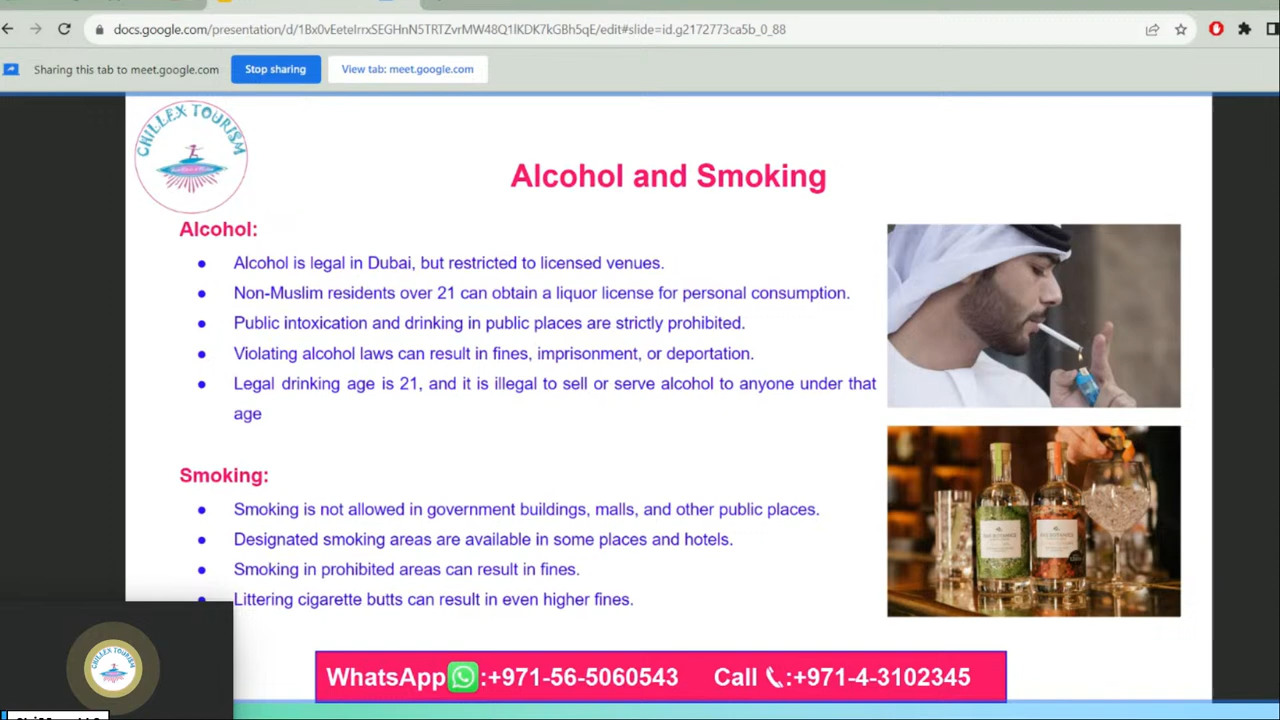 docs.google.com/presentation/d/1Bx0vEeteIrrxSEGHnN5TRTZvrMW48Q1lKDK7kGBh5qE/edit#slide=id.g2172773ca5b_0_88
Sharing this tab to meet.google.com
Stop sharing
View tab: meet.google.com
CHILLEX TOURISM
Alcohol and Smoking
Alcohol:
● Alcohol is legal in Dubai, but restricted to licensed venues.
● Non-Muslim residents over 21 can obtain a liquor license for personal consumption.
● Public intoxication and drinking in public places are strictly prohibited.
● Violating alcohol laws can result in fines, imprisonment, or deportation.
● Legal drinking age is 21, and it is illegal to sell or serve alcohol to anyone under that
age
Smoking:
● Smoking is not allowed in government buildings, malls, and other public places.
● Designated smoking areas are available in some places and hotels.
● Smoking in prohibited areas can result in fines.
● Littering cigarette butts can result in even higher fines.
CHILLEX TOURISM
WhatsApp:+971-56-5060543 Call :+971-4-3102345